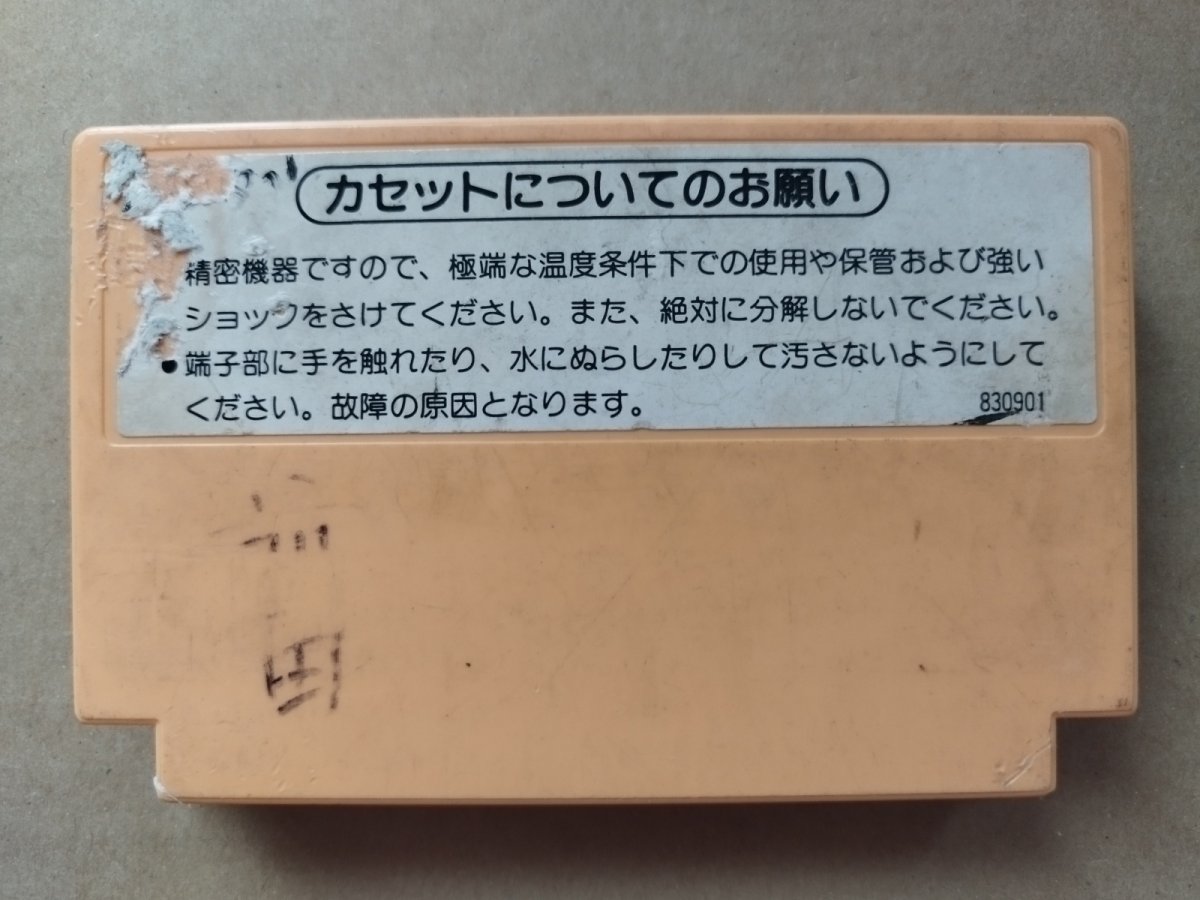 カセットについてのお願い
精密機器ですので、極端な温度条件下での使用や保管および強い
ショックをさけてください。また、絶対に分解しないでください。
●端子部に手を触れたり、水にぬらしたりして汚さないようにして
ください。故障の原因となります。
830901
田